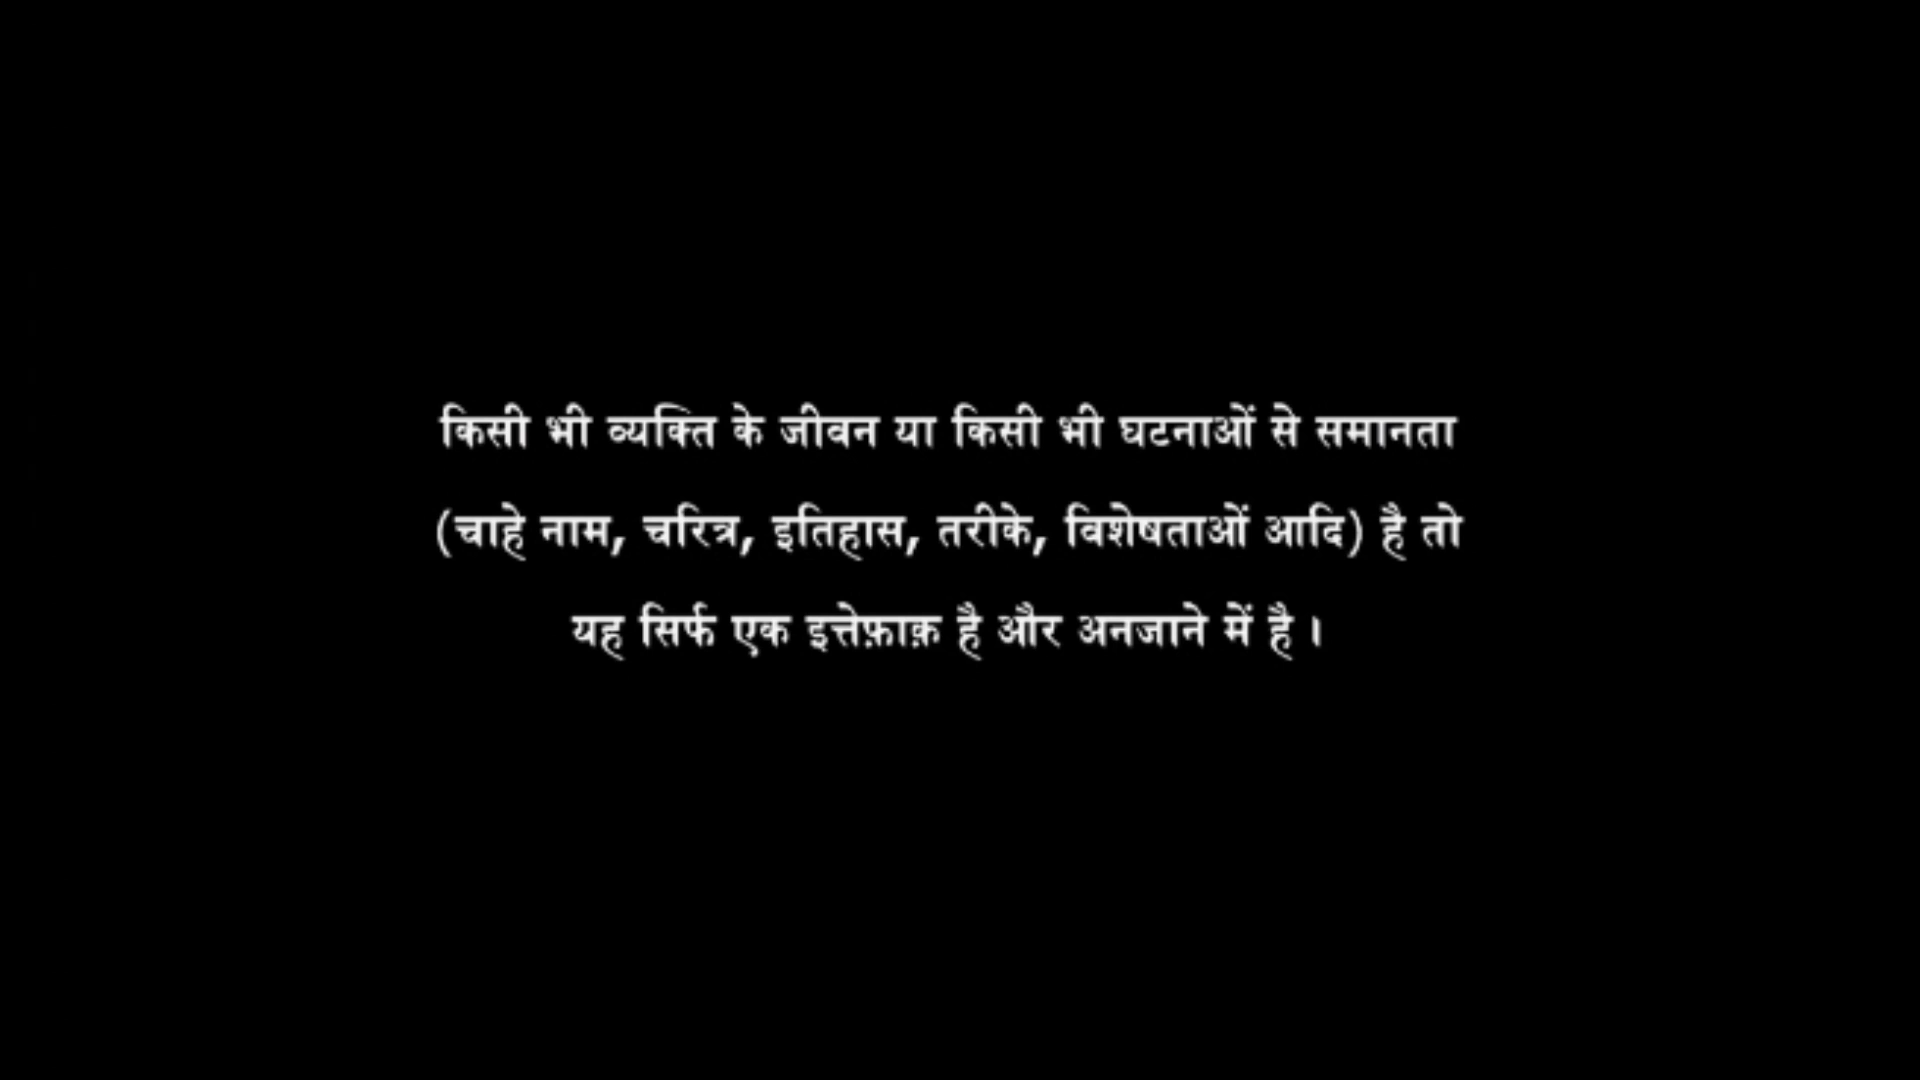 किसी भी व्यक्ति के जीवन या किसी भी घटनाओं से समानता
(चाहे नाम, चरित्र, इतिहास, तरीके, विशेषताओं आदि) है तो
यह सिर्फ एक इत्तेफ़ाक़ है और अनजाने में है ।